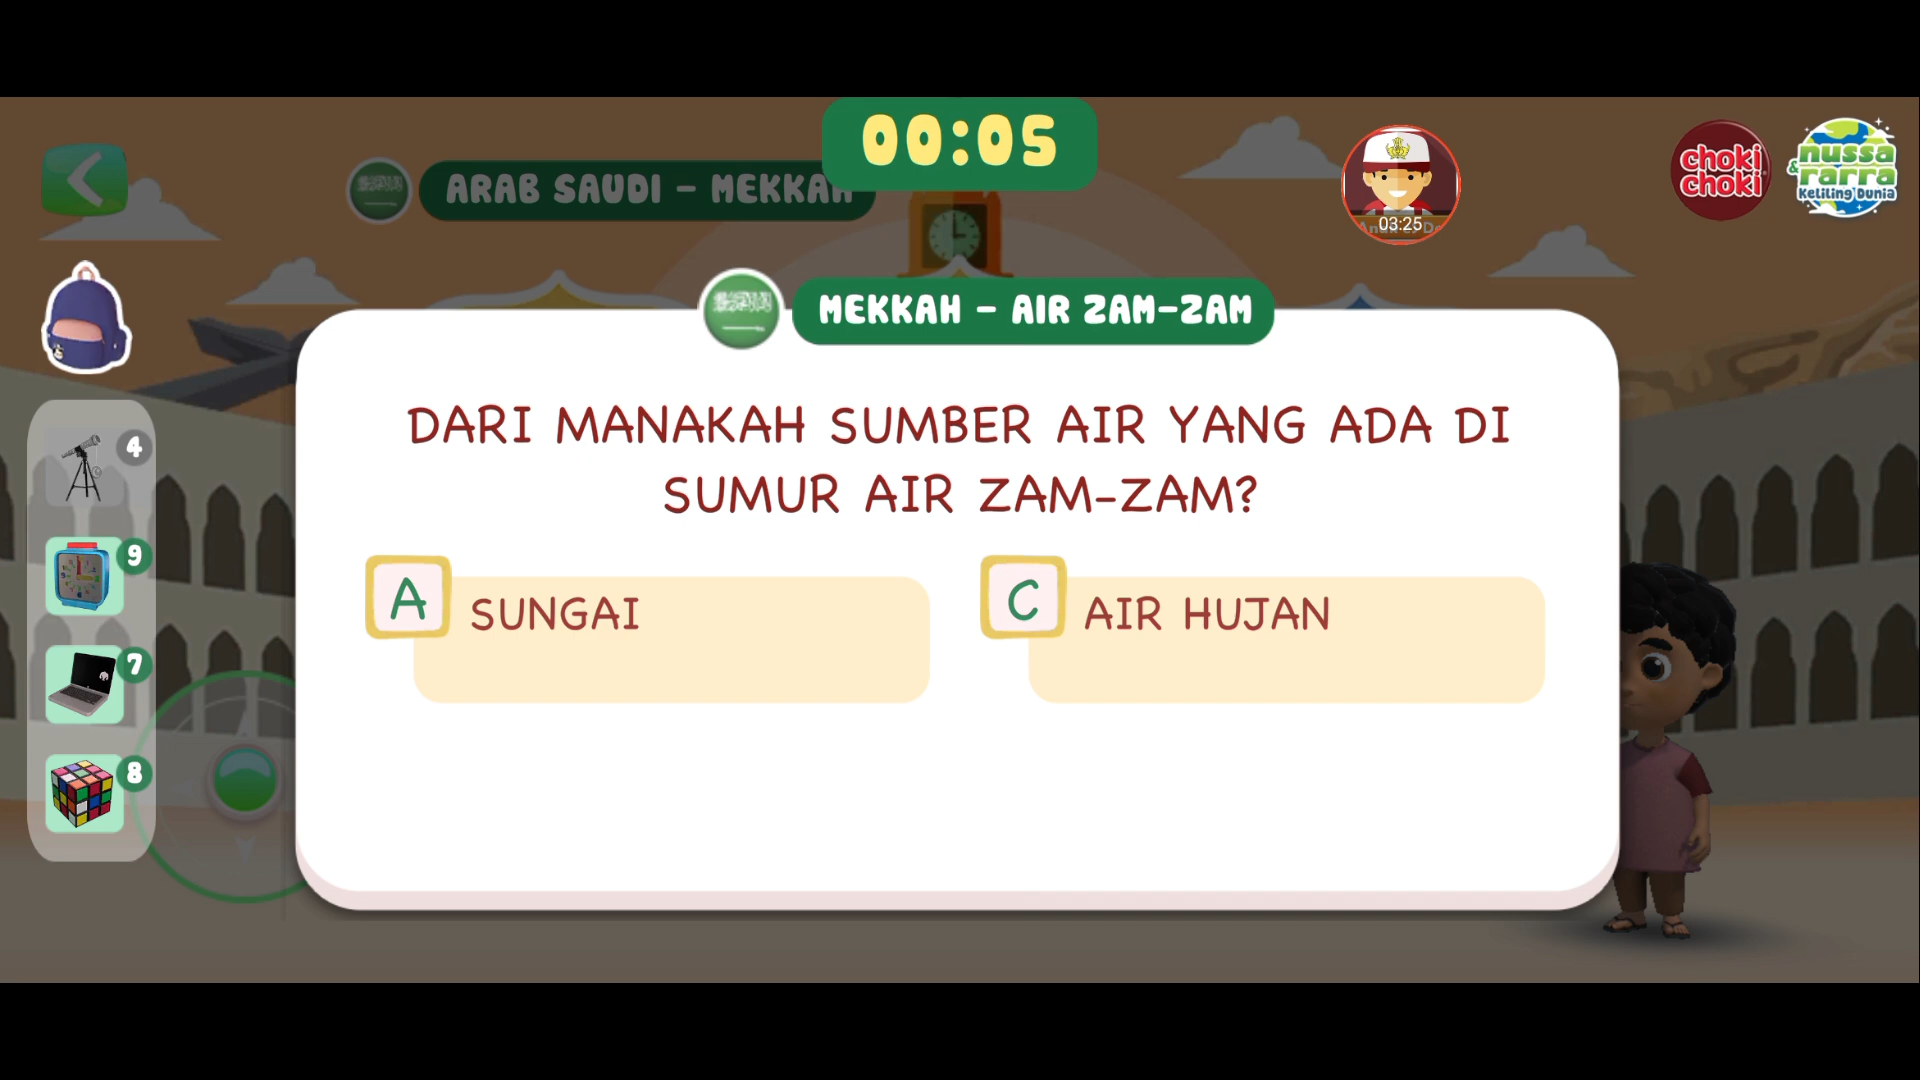 00:05
ARAB SAUDI - MEKKAH
03:25
choki
choki
nussa
& rarra
Keliling Dunia
MEKKAH - AIR ZAM-ZAM
DARI MANAKAH SUMBER AIR YANG ADA DI
SUMUR AIR ZAM-ZAM?
A SUNGAI
C AIR HUJAN
4
9
7
8